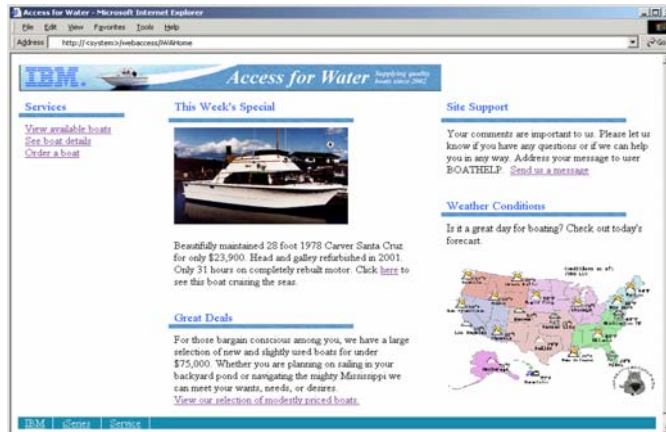 Access for Water - Microsoft Internet Explorer
File Edit View Favorites Tools Help
Address http://<system>/webaccess/IWAHome Go
IBM. Access for Water Supplying quality
boats since 2002
Services
View available boats
See boat details
Order a boat
This Week's Special
Beautifully maintained 28 foot 1978 Carver Santa Cruz
for only $23,900. Head and galley refurbished in 2001.
Only 31 hours on completely rebuilt motor. Click here to
see this boat cruising the seas.
Great Deals
For those bargain conscious among you, we have a large
selection of new and slightly used boats for under
$75,000. Whether you are planning on sailing in your
backyard pond or navigating the mighty Mississippi we
can meet your wants, needs, or desires.
View our selection of modestly priced boats.
Site Support
Your comments are important to us. Please let us
know if you have any questions or if we can help
you in any way. Address your message to user
BOATHELP. Send us a message
Weather Conditions
Is it a great day for boating? Check out today's
forecast.
Conditions as of:
IBM iSeries Service